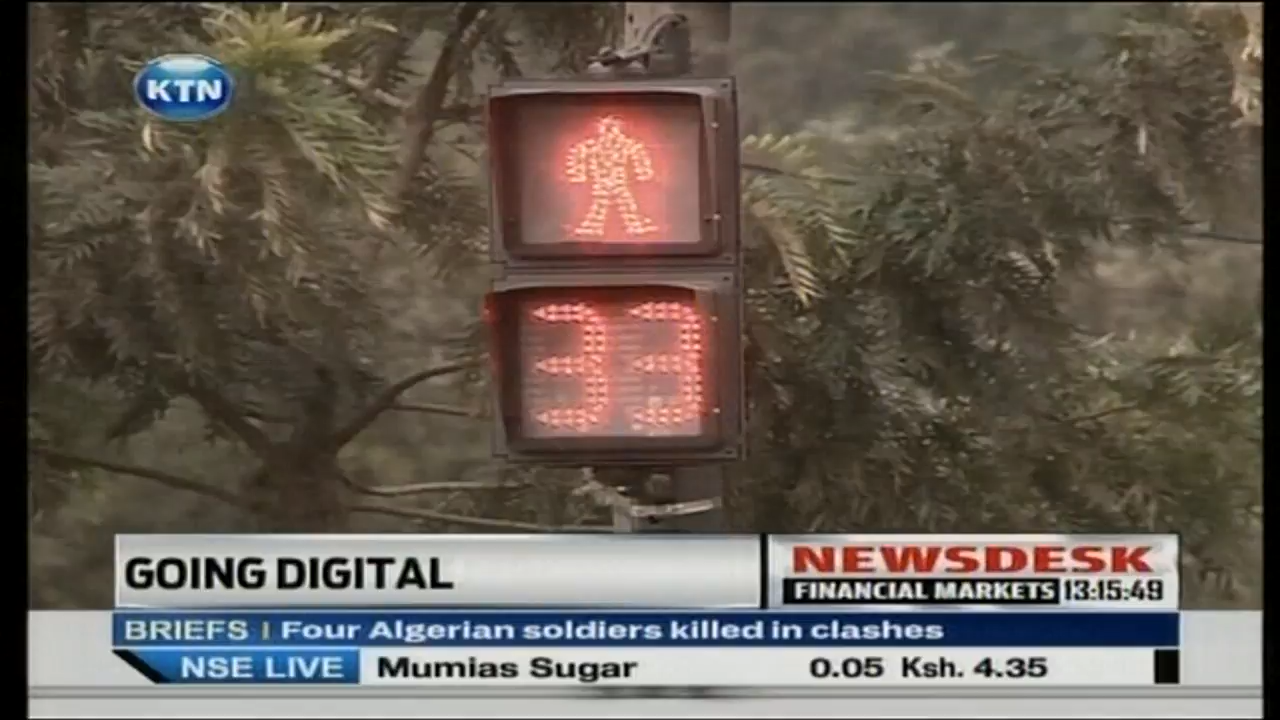 KTN
33
GOING DIGITAL
NEWSDESK
FINANCIAL MARKETS 13:15:49
BRIEFS | Four Algerian soldiers killed in clashes
NSE LIVE Mumias Sugar 0.05 Ksh. 4.35